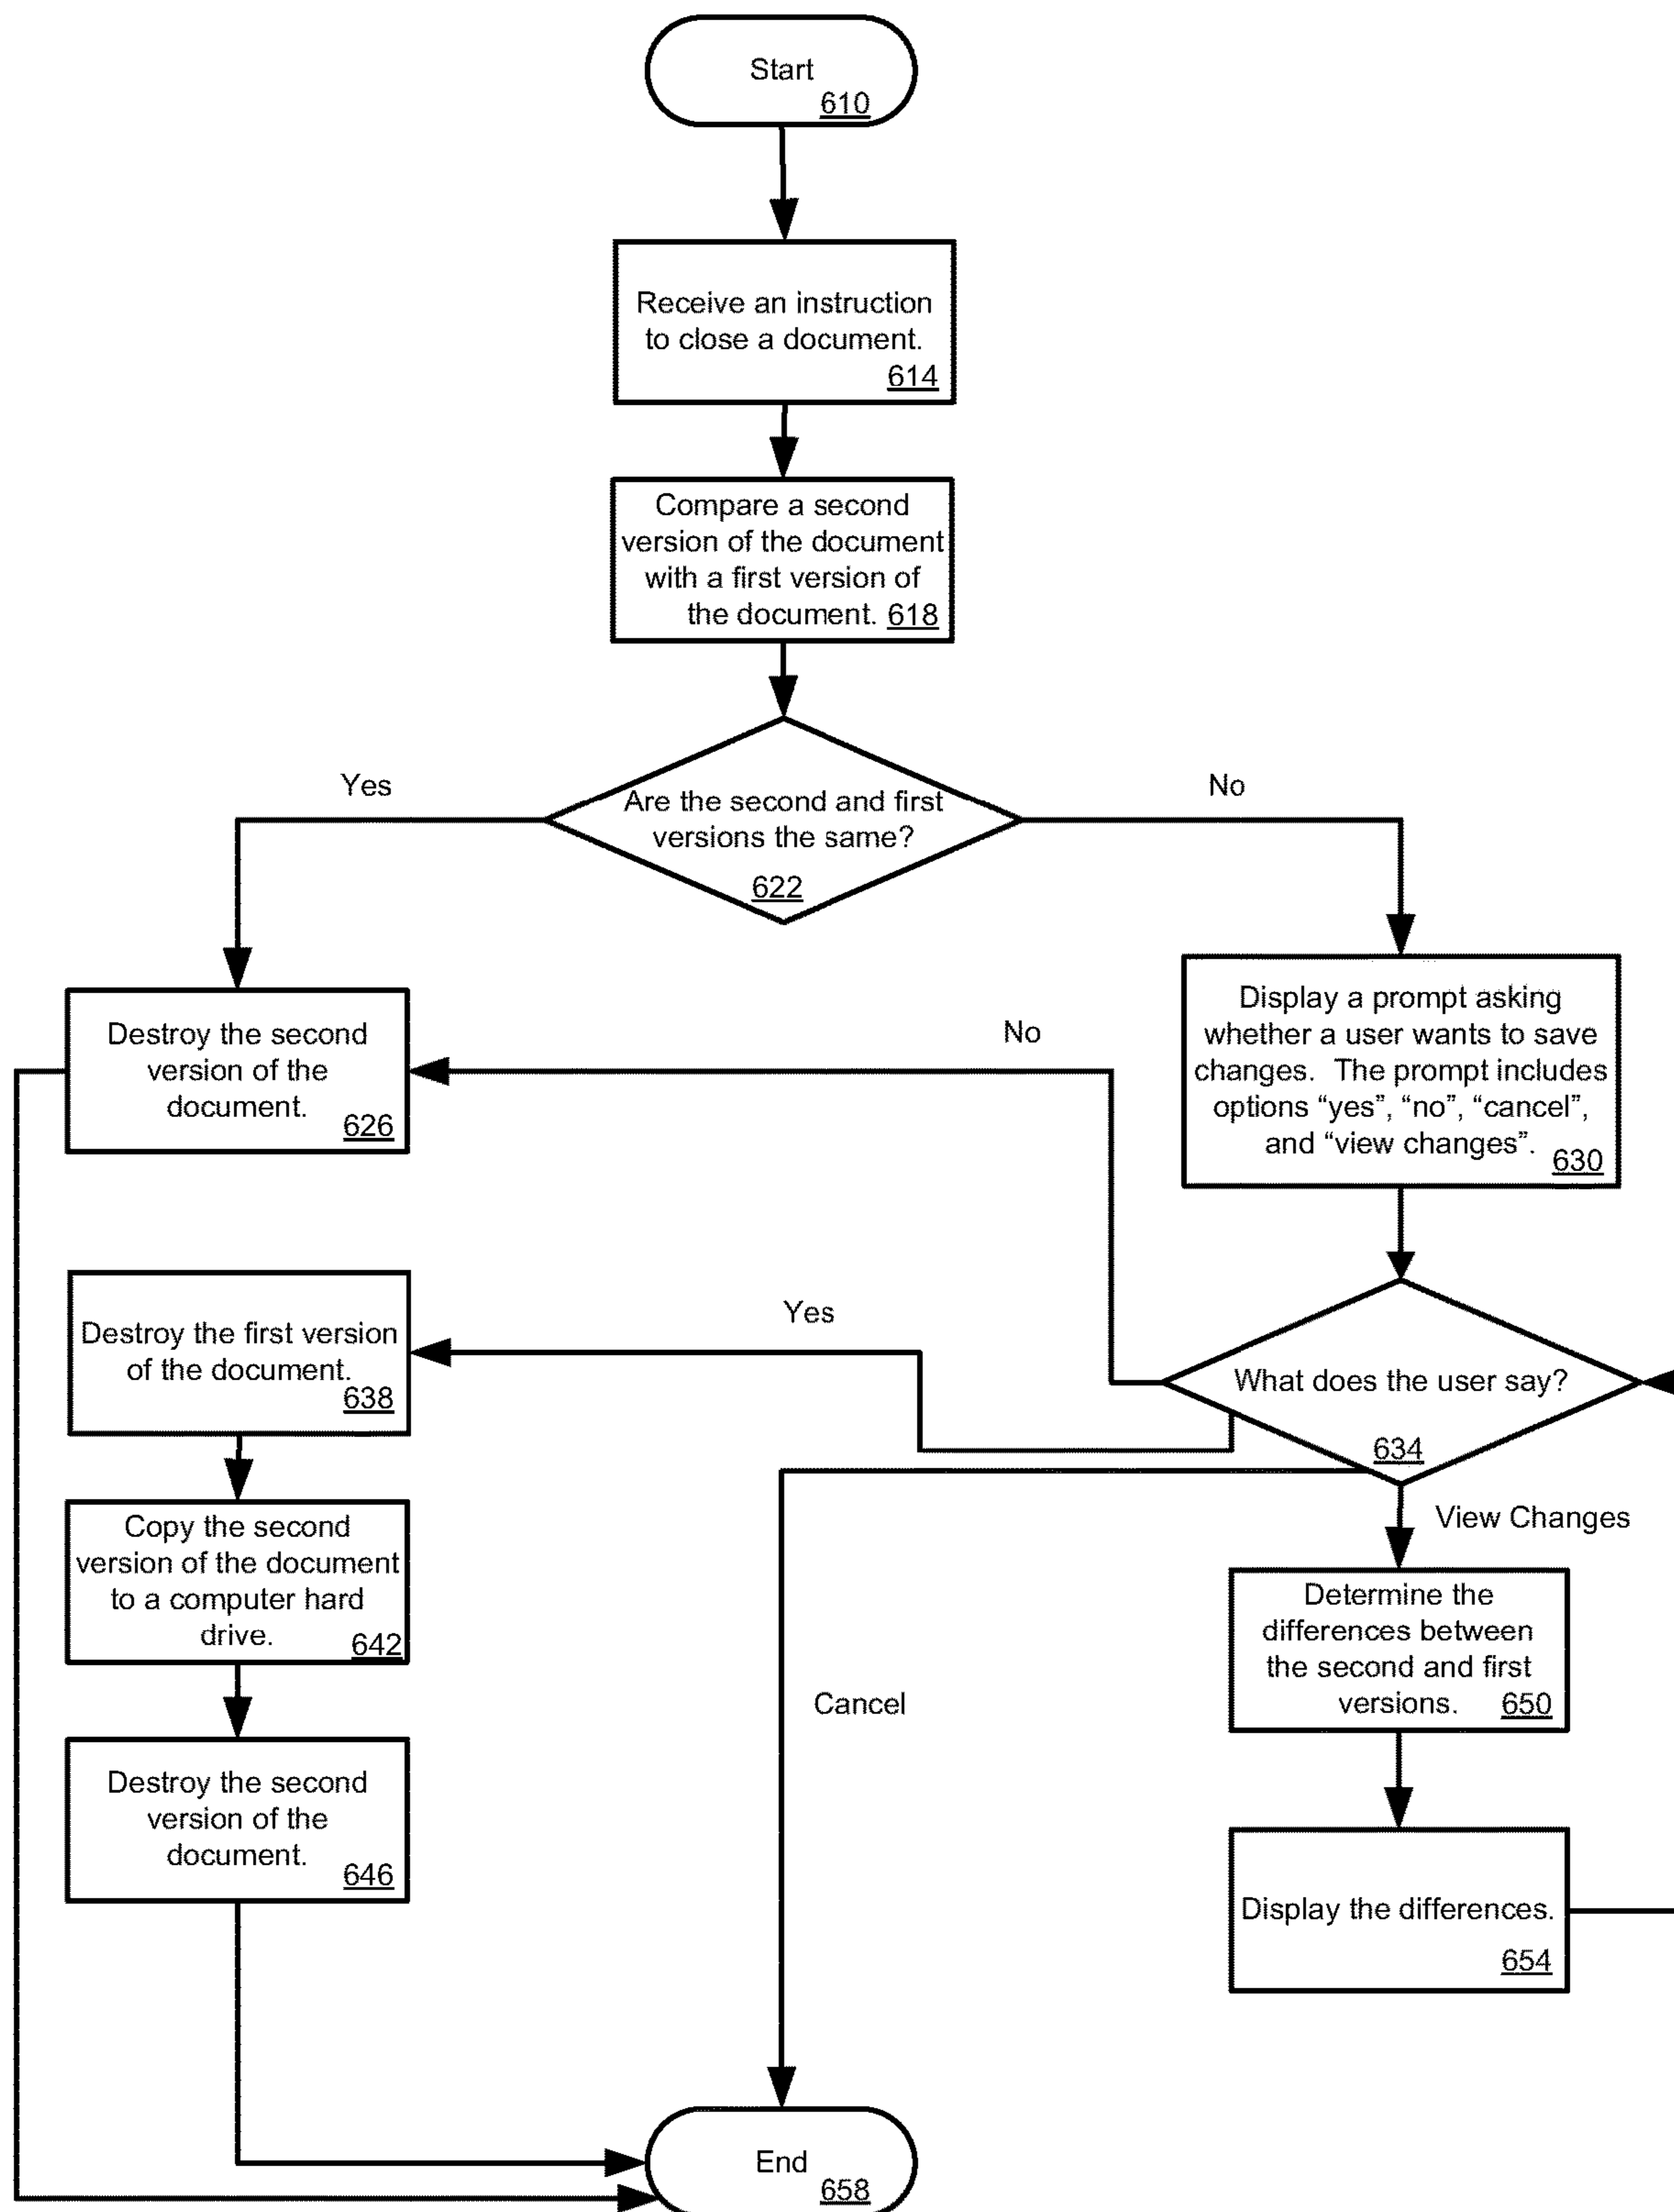 Start
610
Receive an instruction
to close a document.
614
Compare a second
version of the document
with a first version of
the document. 618
Yes
No
Are the second and first
versions the same?
622
Destroy the second
version of the
document.
626
No
Display a prompt asking
whether a user wants to save
changes. The prompt includes
options “yes”, “no”, “cancel”,
and “view changes”.
630
Destroy the first version
of the document.
638
Yes
What does the user say?
634
View Changes
Copy the second
version of the document
to a computer hard
drive. 642
Cancel
Determine the
differences between
the second and first
versions. 650
Destroy the second
version of the
document.
646
Display the differences.
654
End
658